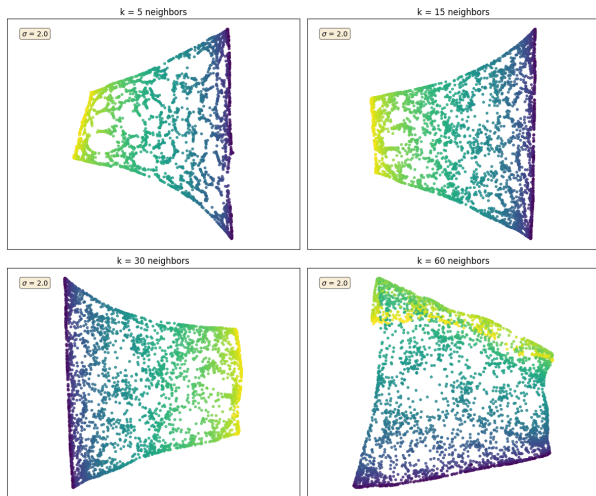 k = 5 neighbors
σ = 2.0
k = 15 neighbors
σ = 2.0
k = 30 neighbors
σ = 2.0
k = 60 neighbors
σ = 2.0